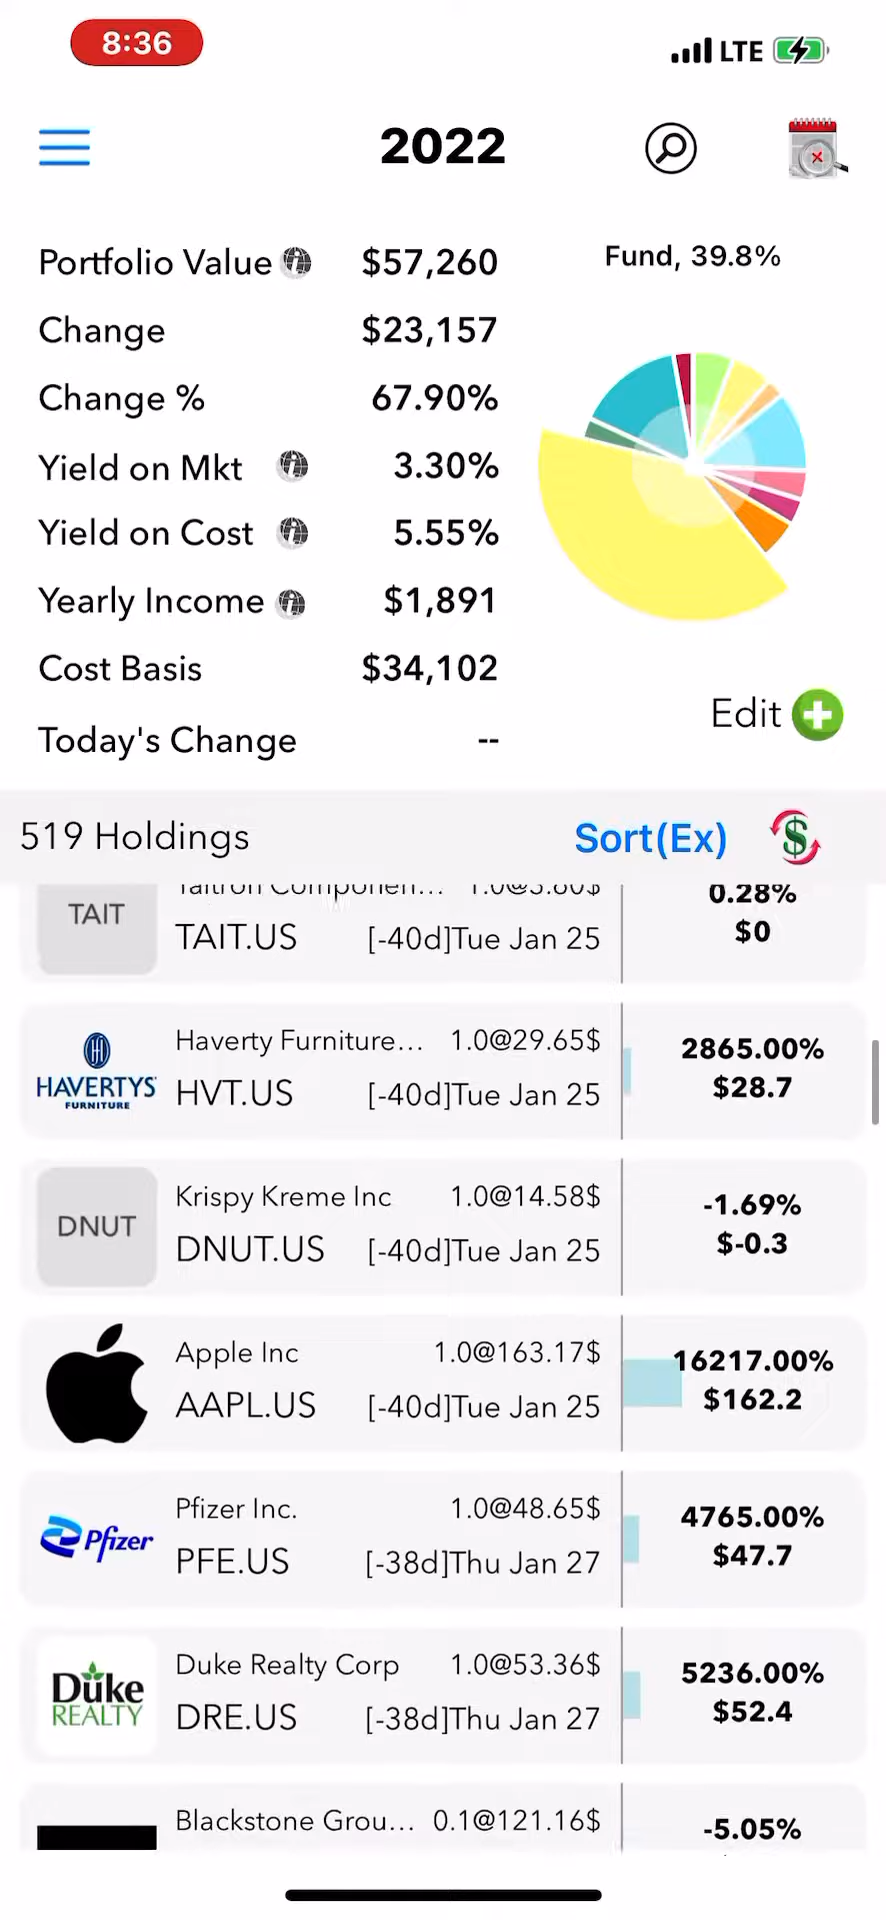 8:36
LTE
2022
Portfolio Value $57,260
Fund, 39.8%
Change $23,157
Change % 67.90%
Yield on Mkt 3.30%
Yield on Cost 5.55%
Yearly Income $1,891
Cost Basis $34,102
Edit
Today's Change --
519 Holdings Sort(Ex)
TAIT
Taitron Componen... 1.0@3.60$ 0.28%
TAIT.US [-40d]Tue Jan 25 $0
HAVERTYS
FURNITURE
Haverty Furniture... 1.0@29.65$ 2865.00%
HVT.US [-40d]Tue Jan 25 $28.7
DNUT
Krispy Kreme Inc 1.0@14.58$ -1.69%
DNUT.US [-40d]Tue Jan 25 $-0.3
Apple Inc 1.0@163.17$ 16217.00%
AAPL.US [-40d]Tue Jan 25 $162.2
Pfizer
Pfizer Inc. 1.0@48.65$ 4765.00%
PFE.US [-38d]Thu Jan 27 $47.7
Duke
REALTY
Duke Realty Corp 1.0@53.36$ 5236.00%
DRE.US [-38d]Thu Jan 27 $52.4
Blackstone Grou... 0.1@121.16$ -5.05%